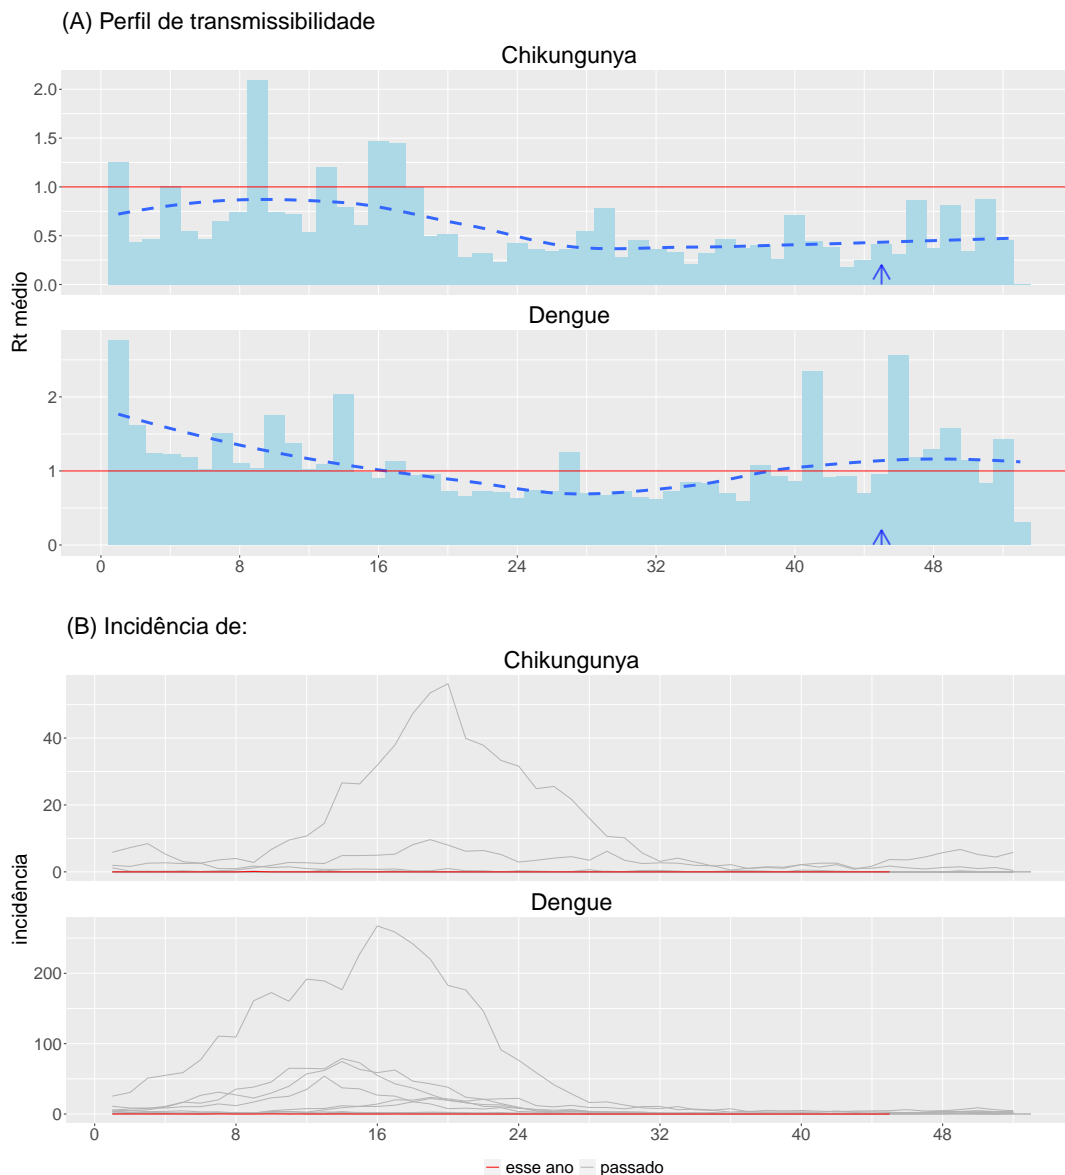 (A) Perfil de transmissibilidade
Chikungunya
2.0
1.5
1.0
0.5
0.0
Rt médio
Dengue
2
1
0
0 8 16 24 32 40 48
(B) Incidência de:
Chikungunya
40
20
0
incidência
Dengue
200
100
0
0 8 16 24 32 40 48
esse ano passado